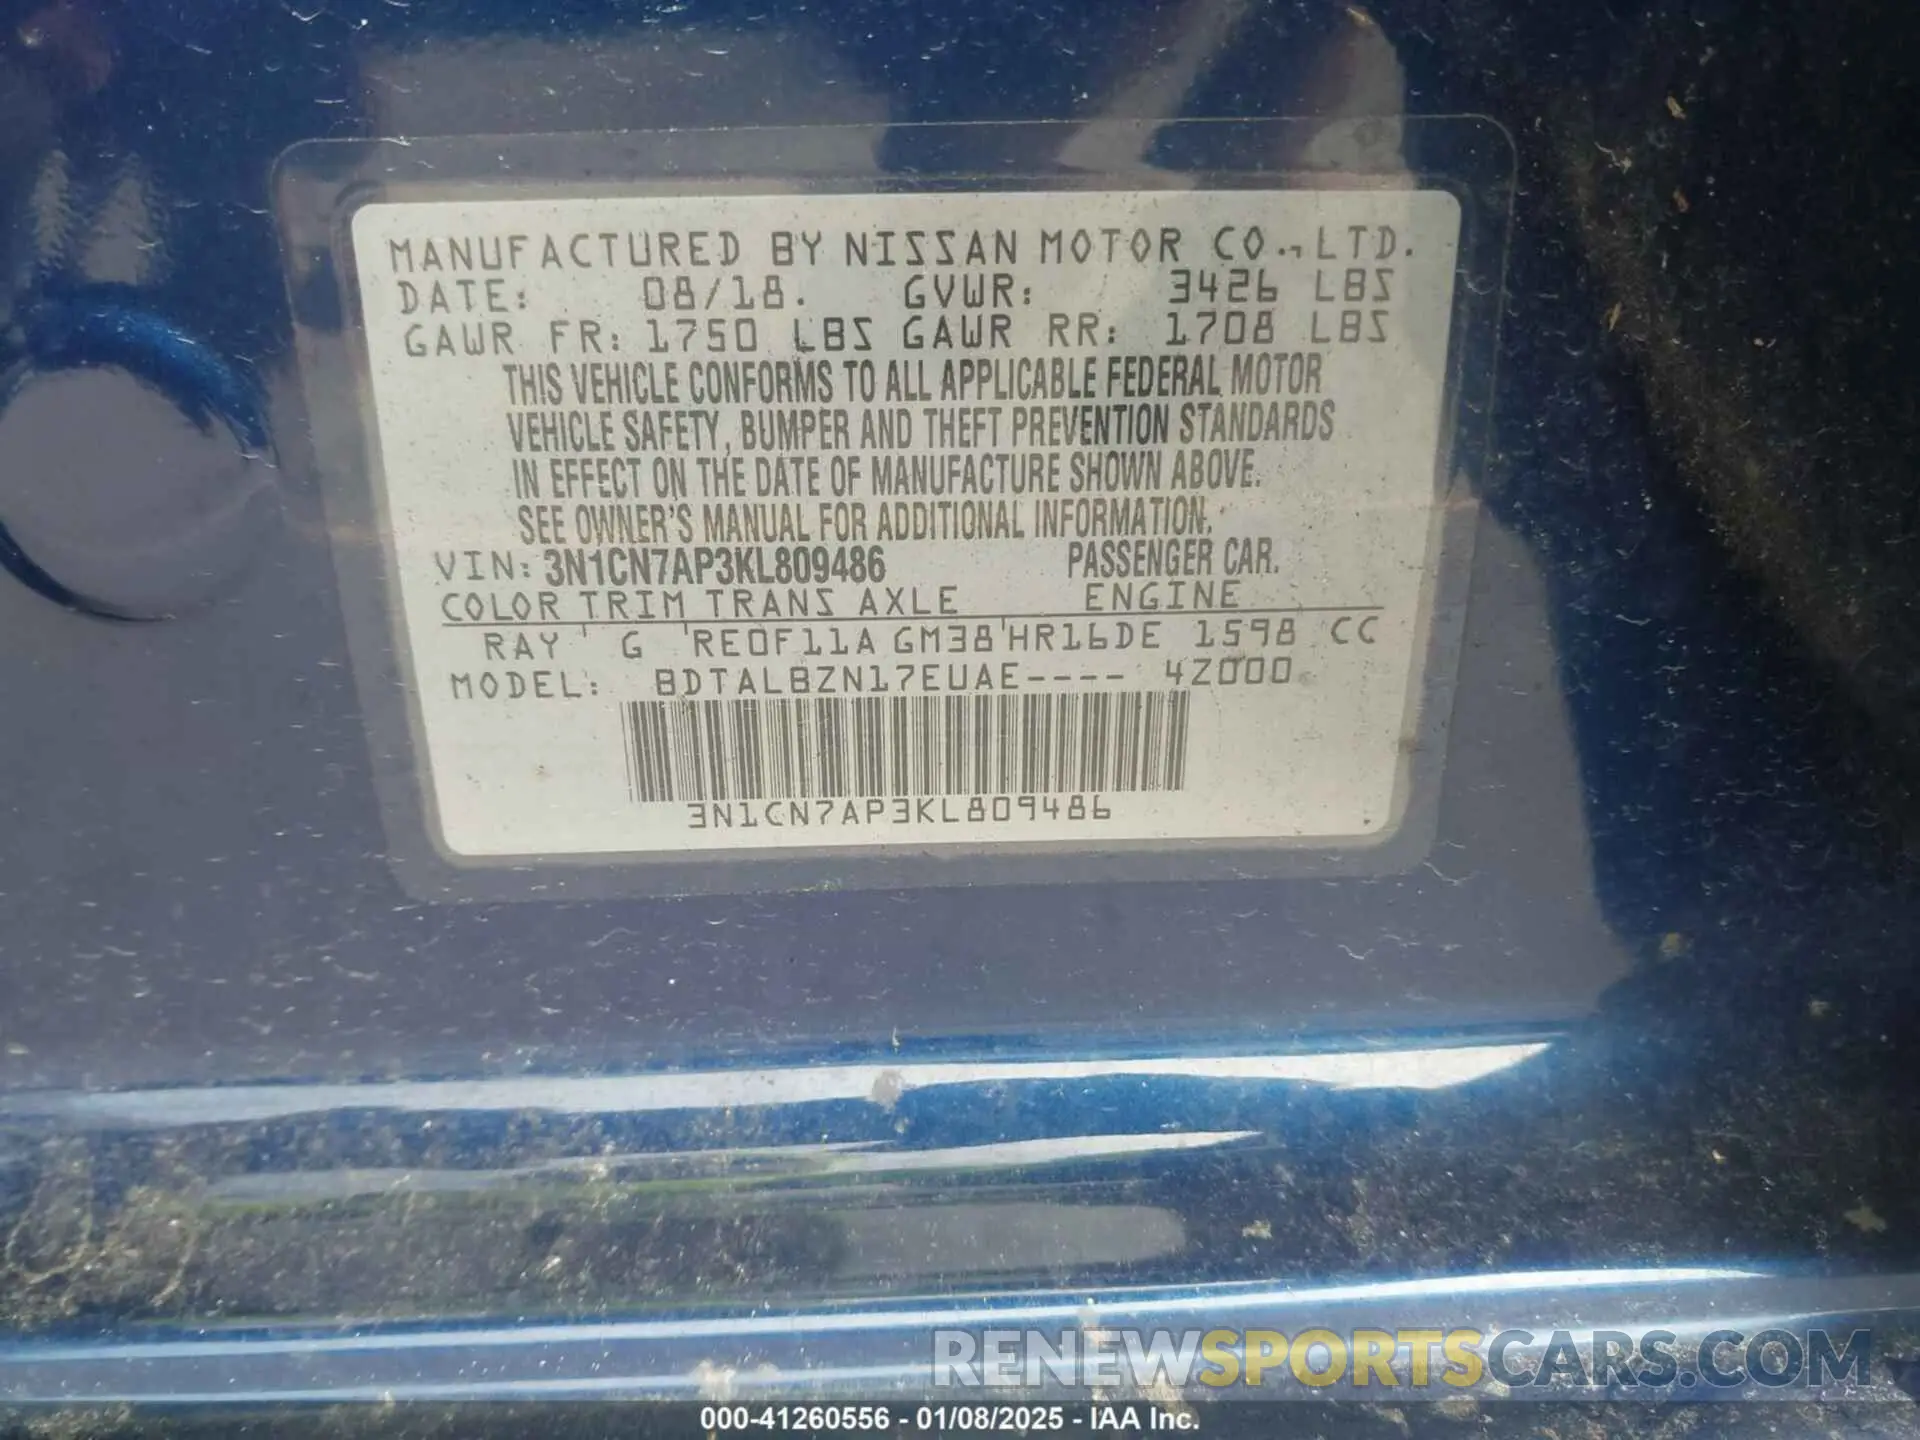 MANUFACTURED BY NISSAN MOTOR CO., LTD.
DATE: 08/18. GVWR: 3426 LBS
GAWR FR: 1750 LBS GAWR RR: 1708 LBS
THIS VEHICLE CONFORMS TO ALL APPLICABLE FEDERAL MOTOR
VEHICLE SAFETY, BUMPER AND THEFT PREVENTION STANDARDS
IN EFFECT ON THE DATE OF MANUFACTURE SHOWN ABOVE.
SEE OWNER'S MANUAL FOR ADDITIONAL INFORMATION.
VIN: 3N1CN7AP3KL809486 PASSENGER CAR.
COLOR TRIM TRANS AXLE ENGINE
RAY ' G 'RE0F11A GM38'HR16DE 1598 CC
MODEL: BDTALBZN17EUAE---- 4Z000
3N1CN7AP3KL809486
RENEWSPORTSCARS.COM
000-41260556 - 01/08/2025 - IAA Inc.